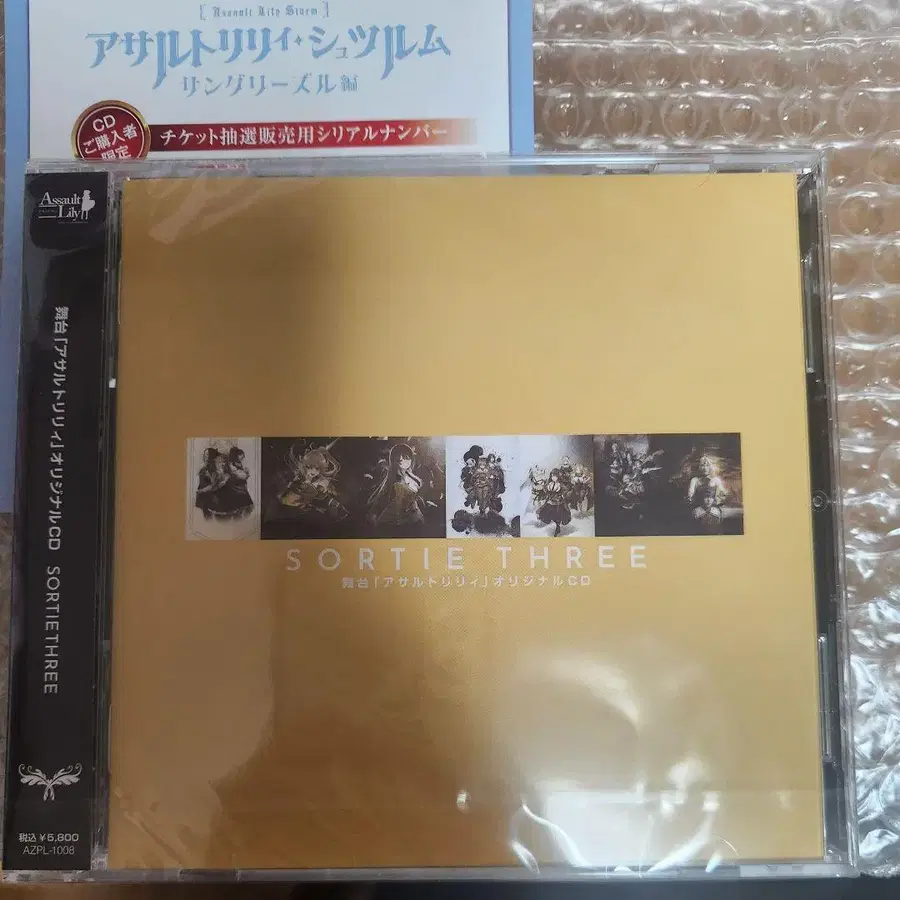 [ Assault Lily Sturm ]
アサルトリリィ・シュツルム
サングリーズル編
CD
ご購入者
限定
チケット抽選販売用シリアルナンバー
Assault
Lily
舞台「アサルトリリィ」オリジナルCD SORTIETHREE
SORTIE THREE
舞台「アサルトリリィ」オリジナルCD
税込¥5,800
AZPL-1008